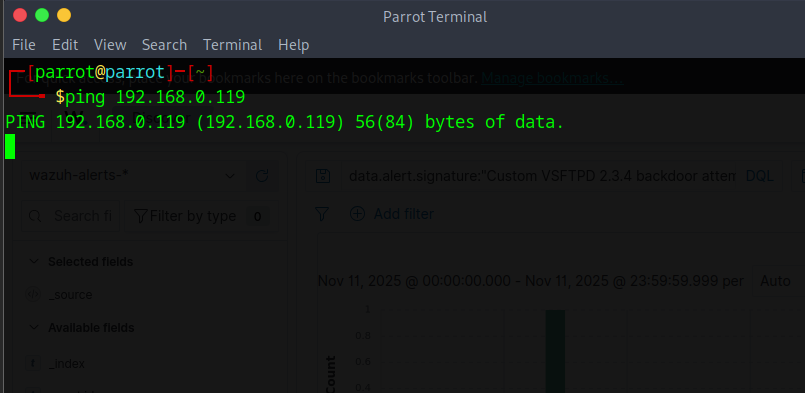 Parrot Terminal
File Edit View Search Terminal Help
[parrot@parrot]─[~]
bookmarks here on the bookmarks toolbar. Manage bookmarks...
$ping 192.168.0.119
PING 192.168.0.119 (192.168.0.119) 56(84) bytes of data.
wazuh-alerts-*
data.alert.signature:"Custom VSFTPD 2.3.4 backdoor attem
DQL
Search fi
Filter by type 0
Add filter
Selected fields
_source
Nov 11, 2025 @ 00:00:00.000 - Nov 11, 2025 @ 23:59:59.999 per Auto
Available fields
_index
1
0.8
0.6
0.4
Count